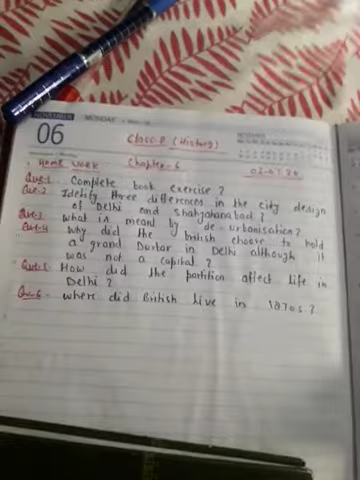 NOVEMBER MONDAY
06
Class-8 (History)
HOME WORK Chapter-6
Que-1 Complete book exercise?
Que-2 Identify three differences in the city design
of Delhi and Shahjahanabad?
Que-3 what is meant by de-urbanisation?
Que-4 Why did the british choose to hold
a grand Durbar in Delhi although it
was not a capital?
Que-5 How did the partition affect life in
Delhi?
Que-6 where did British live in 1870s?